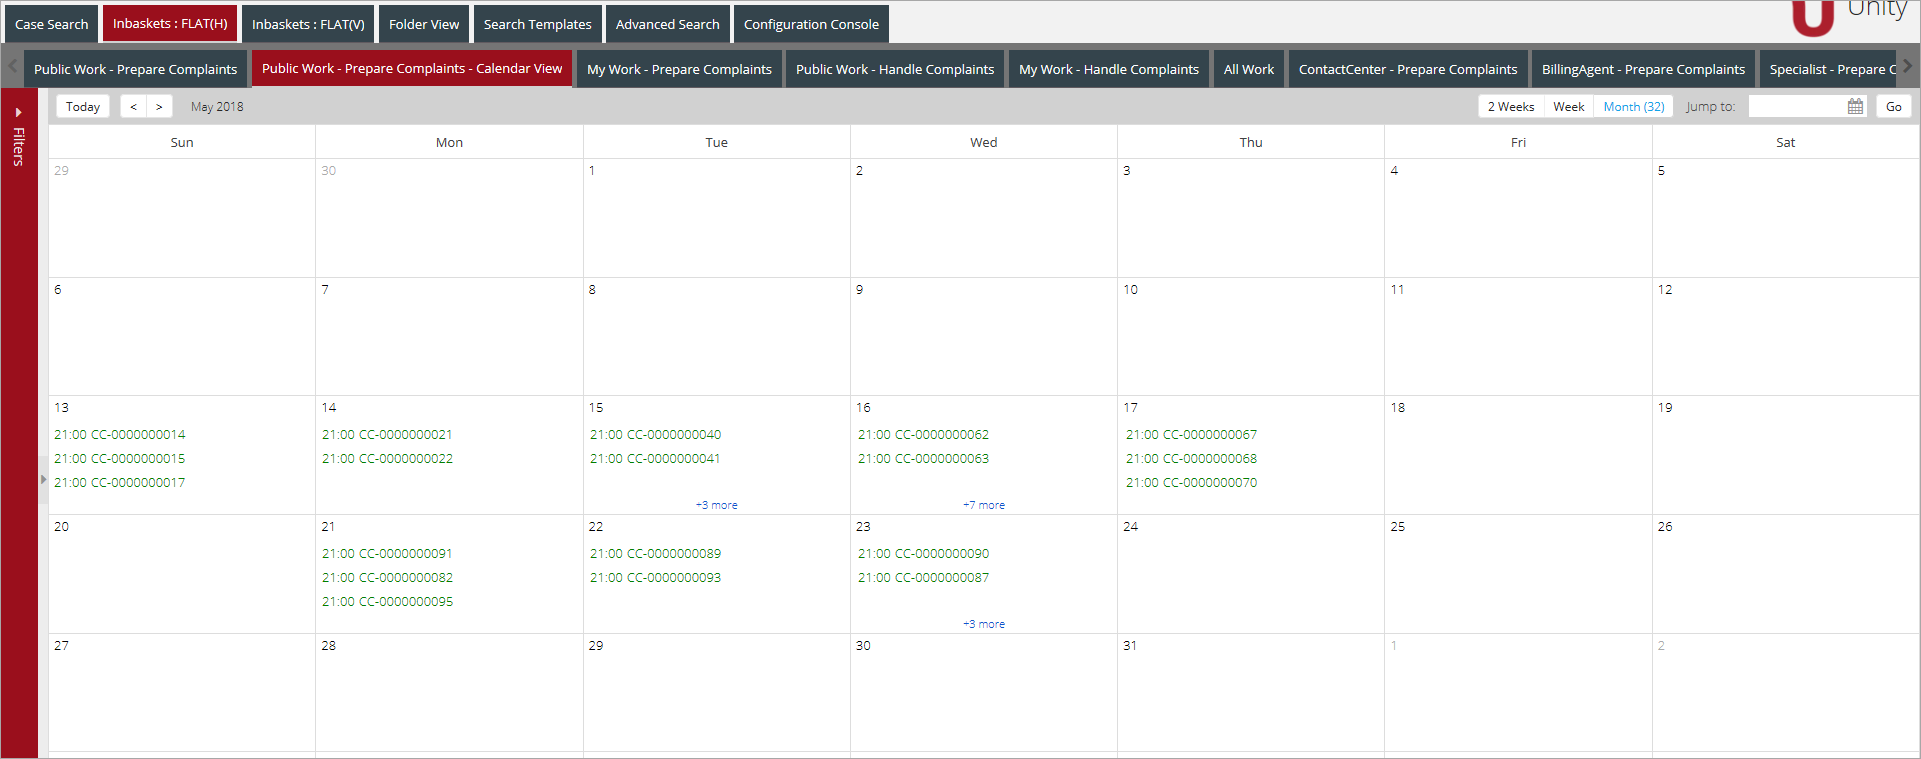 Case Search Inbaskets : FLAT(H) Inbaskets : FLAT(V) Folder View Search Templates Advanced Search Configuration Console Unity
Public Work - Prepare Complaints Public Work - Prepare Complaints - Calendar View My Work - Prepare Complaints Public Work - Handle Complaints My Work - Handle Complaints All Work ContactCenter - Prepare Complaints BillingAgent - Prepare Complaints Specialist - Prepare C
Filters
Today < > May 2018 2 Weeks Week Month (32) Jump to: Go
Sun Mon Tue Wed Thu Fri Sat
29 30 1 2 3 4 5
6 7 8 9 10 11 12
13 14 15 16 17 18 19
21:00 CC-0000000014 21:00 CC-0000000021 21:00 CC-0000000040 21:00 CC-0000000062 21:00 CC-0000000067
21:00 CC-0000000015 21:00 CC-0000000022 21:00 CC-0000000041 21:00 CC-0000000063 21:00 CC-0000000068
21:00 CC-0000000017 21:00 CC-0000000070
+3 more +7 more
20 21 22 23 24 25 26
21:00 CC-0000000091 21:00 CC-0000000089 21:00 CC-0000000090
21:00 CC-0000000082 21:00 CC-0000000093 21:00 CC-0000000087
21:00 CC-0000000095
+3 more
27 28 29 30 31 1 2